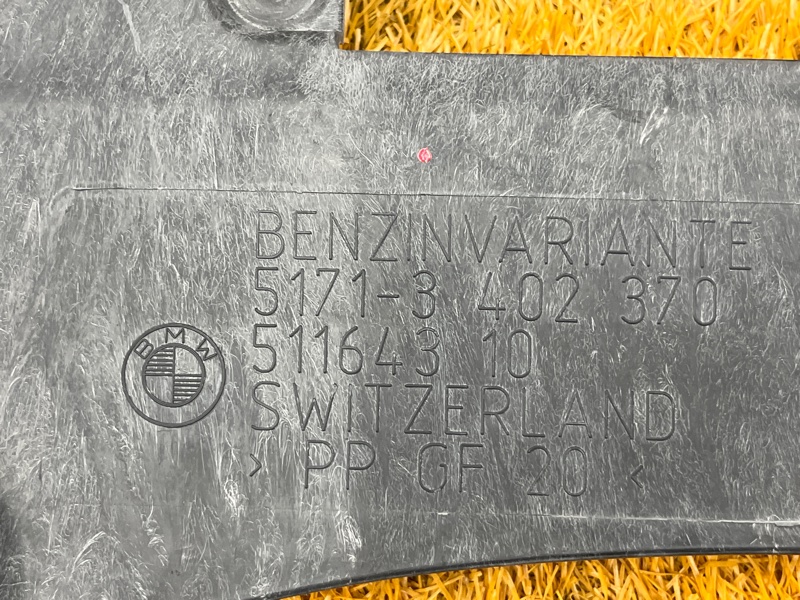 BENZINVARIANTE
5171-3 402 370
511643 10
BMW
SWITZERLAND
> PP GF 20 <